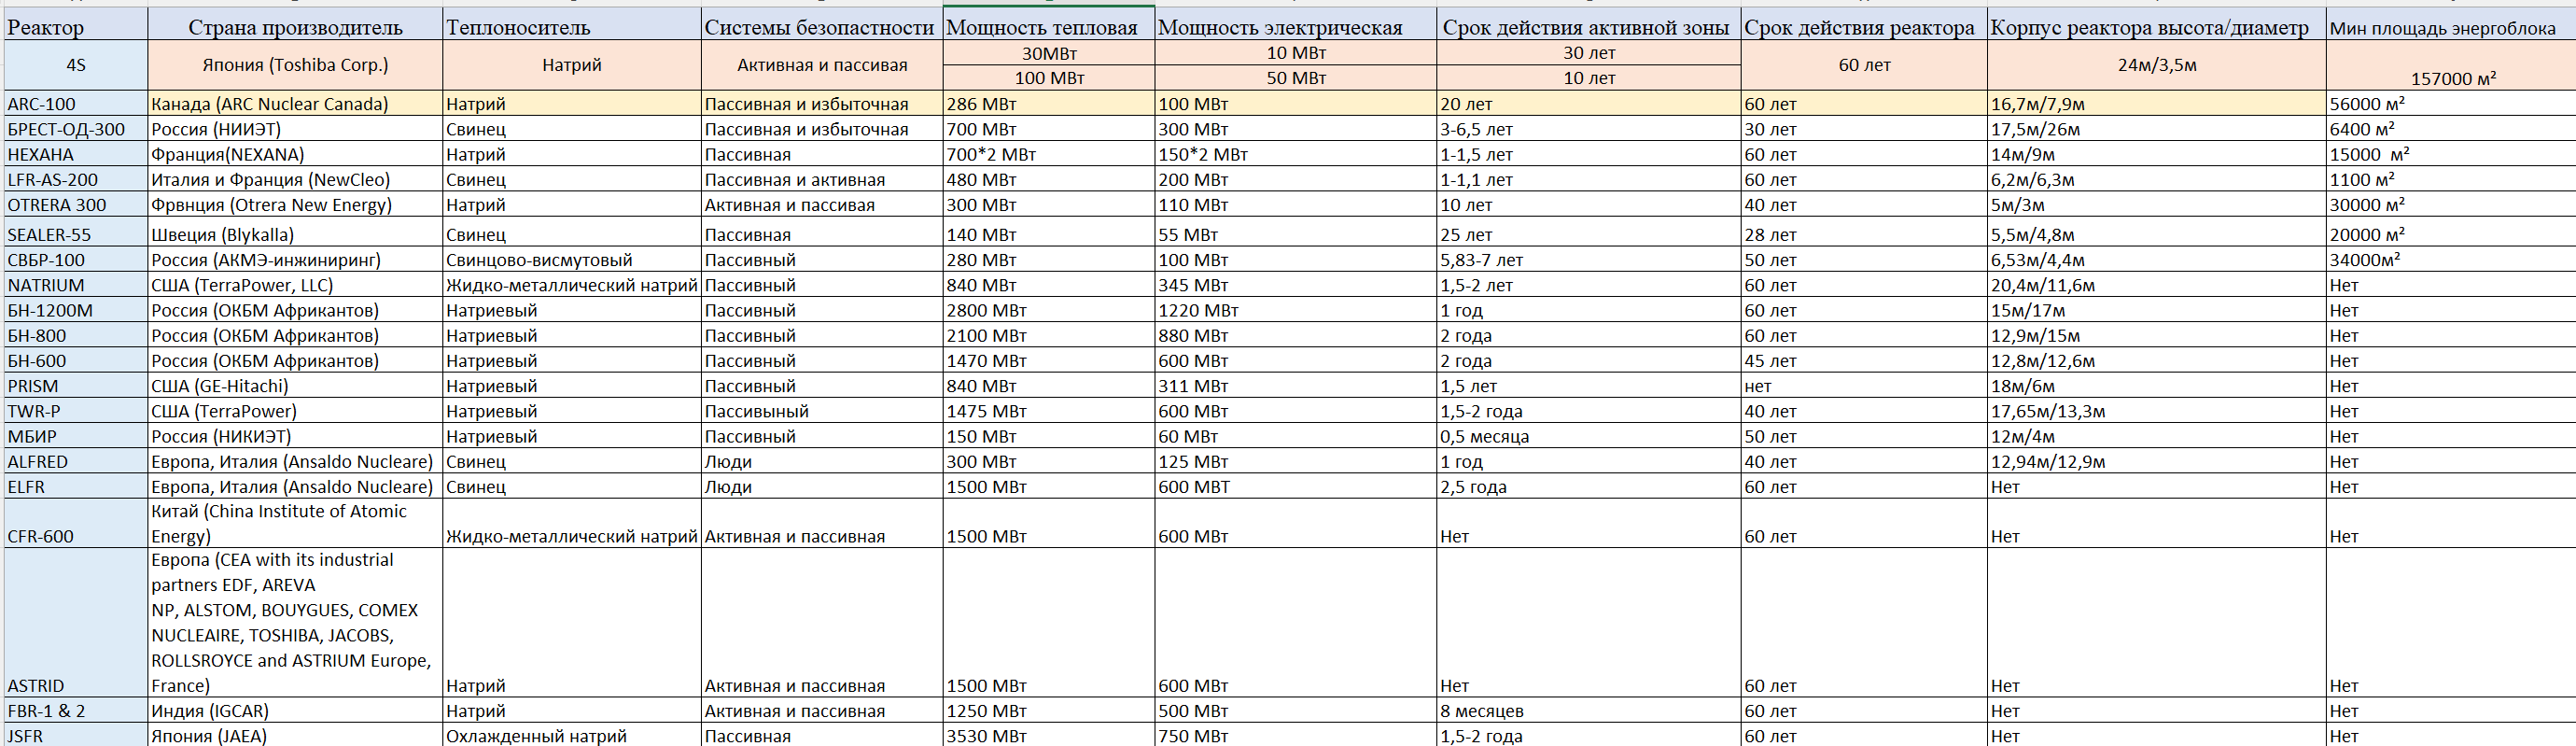 Реактор Страна производитель Теплоноситель Системы безопастности Мощность тепловая Мощность электрическая Срок действия активной зоны Срок действия реактора Корпус реактора высота/диаметр Мин площадь энергоблока
4S Япония (Toshiba Corp.) Натрий Активная и пассивая 30МВт 10 МВт 30 лет 60 лет 24м/3,5м 157000 м²
100 МВт 50 МВт 10 лет
ARC-100 Канада (ARC Nuclear Canada) Натрий Пассивная и избыточная 286 МВт 100 МВт 20 лет 60 лет 16,7м/7,9м 56000 м²
БРЕСТ-ОД-300 Россия (НИИЭТ) Свинец Пассивная и избыточная 700 МВт 300 МВт 3-6,5 лет 30 лет 17,5м/26м 6400 м²
HEXAHA Франция(NEXANA) Натрий Пассивная 700*2 МВт 150*2 МВт 1-1,5 лет 60 лет 14м/9м 15000 м²
LFR-AS-200 Италия и Франция (NewCleo) Свинец Пассивная и активная 480 МВт 200 МВт 1-1,1 лет 60 лет 6,2м/6,3м 1100 м²
OTRERA 300 Фрвнция (Otrera New Energy) Натрий Активная и пассивая 300 МВт 110 МВт 10 лет 40 лет 5м/3м 30000 м²
SEALER-55 Швеция (Blykalla) Свинец Пассивная 140 МВт 55 МВт 25 лет 28 лет 5,5м/4,8м 20000 м²
СВБР-100 Россия (АКМЭ-инжиниринг) Свинцово-висмутовый Пассивный 280 МВт 100 МВт 5,83-7 лет 50 лет 6,53м/4,4м 34000м²
NATRIUM США (TerraPower, LLC) Жидко-металлический натрий Пассивный 840 МВт 345 МВт 1,5-2 лет 60 лет 20,4м/11,6м Нет
БН-1200М Россия (ОКБМ Африкантов) Натриевый Пассивный 2800 МВт 1220 МВт 1 год 60 лет 15м/17м Нет
БН-800 Россия (ОКБМ Африкантов) Натриевый Пассивный 2100 МВт 880 МВт 2 года 60 лет 12,9м/15м Нет
БН-600 Россия (ОКБМ Африкантов) Натриевый Пассивный 1470 МВт 600 МВт 2 года 45 лет 12,8м/12,6м Нет
PRISM США (GE-Hitachi) Натриевый Пассивный 840 МВт 311 МВт 1,5 лет нет 18м/6м Нет
TWR-P США (TerraPower) Натриевый Пассивыный 1475 МВт 600 МВт 1,5-2 года 40 лет 17,65м/13,3м Нет
МБИР Россия (НИКИЭТ) Натриевый Пассивный 150 МВт 60 МВт 0,5 месяца 50 лет 12м/4м Нет
ALFRED Европа, Италия (Ansaldo Nucleare) Свинец Люди 300 МВт 125 МВт 1 год 40 лет 12,94м/12,9м Нет
ELFR Европа, Италия (Ansaldo Nucleare) Свинец Люди 1500 МВт 600 МВТ 2,5 года 60 лет Нет Нет
Китай (China Institute of Atomic
CFR-600 Energy) Жидко-металлический натрий Активная и пассивная 1500 МВт 600 МВт Нет 60 лет Нет Нет
Европа (CEA with its industrial
partners EDF, AREVA
NP, ALSTOM, BOUYGUES, COMEX
NUCLEAIRE, TOSHIBA, JACOBS,
ROLLSROYCE and ASTRIUM Europe,
ASTRID France) Натрий Активная и пассивная 1500 МВт 600 МВт Нет 60 лет Нет Нет
FBR-1 & 2 Индия (IGCAR) Натрий Активная и пассивная 1250 МВт 500 МВт 8 месяцев 60 лет Нет Нет
JSFR Япония (JAEA) Охлажденный натрий Пассивная 3530 МВт 750 МВт 1,5-2 года 60 лет Нет Нет